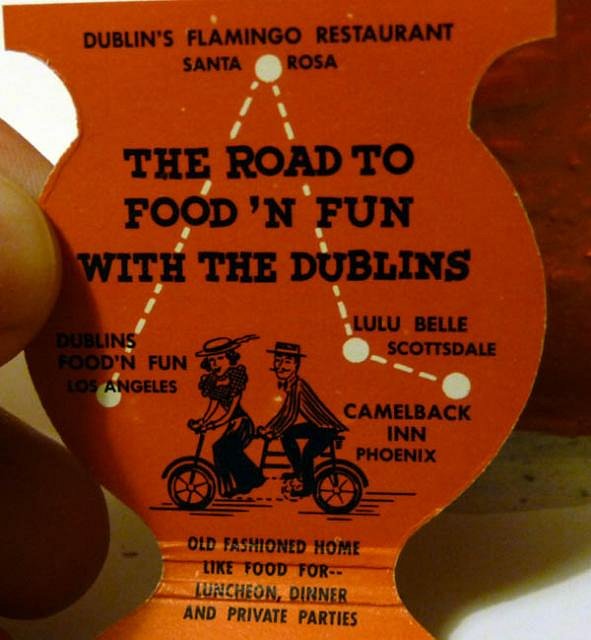 DUBLIN'S FLAMINGO RESTAURANT
SANTA ROSA
THE ROAD TO
FOOD 'N FUN
WITH THE DUBLINS
DUBLINS
FOOD'N FUN
LOS ANGELES
LULU BELLE
SCOTTSDALE
CAMELBACK
INN
PHOENIX
OLD FASHIONED HOME
LIKE FOOD FOR--
LUNCHEON, DINNER
AND PRIVATE PARTIES